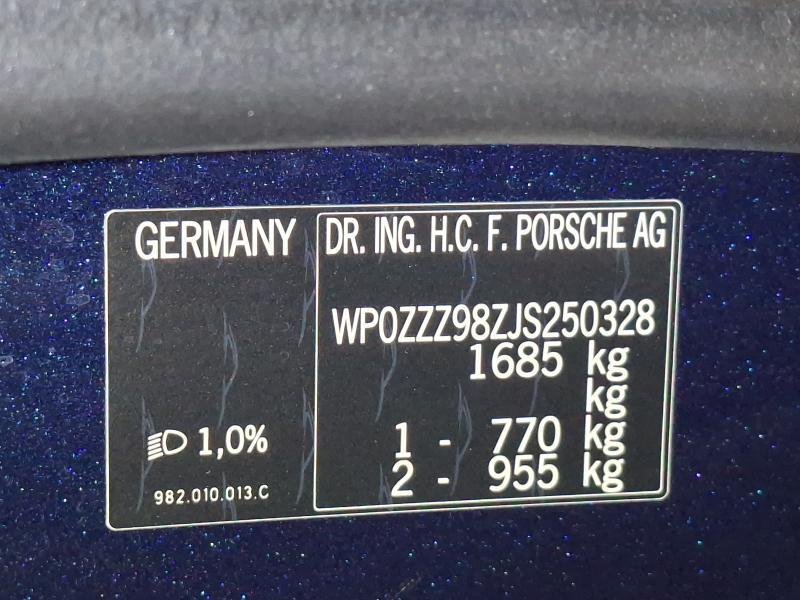 GERMANY
DR. ING. H.C. F. PORSCHE AG
WP0ZZZ98ZJS250328
1685 kg
kg
1 - 770 kg
2 - 955 kg
1,0%
982.010.013.C